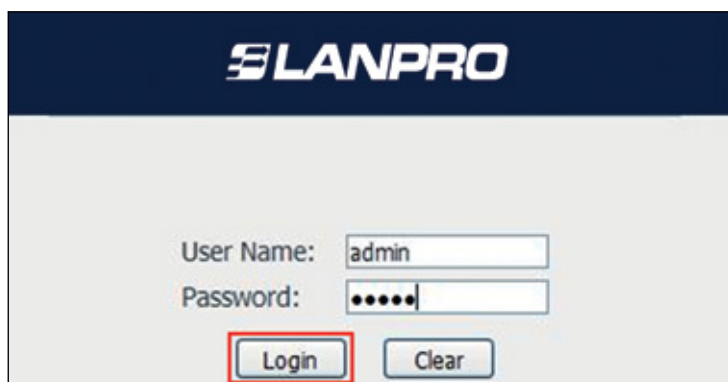 LANPRO
User Name: admin
Password: •••••
Login Clear